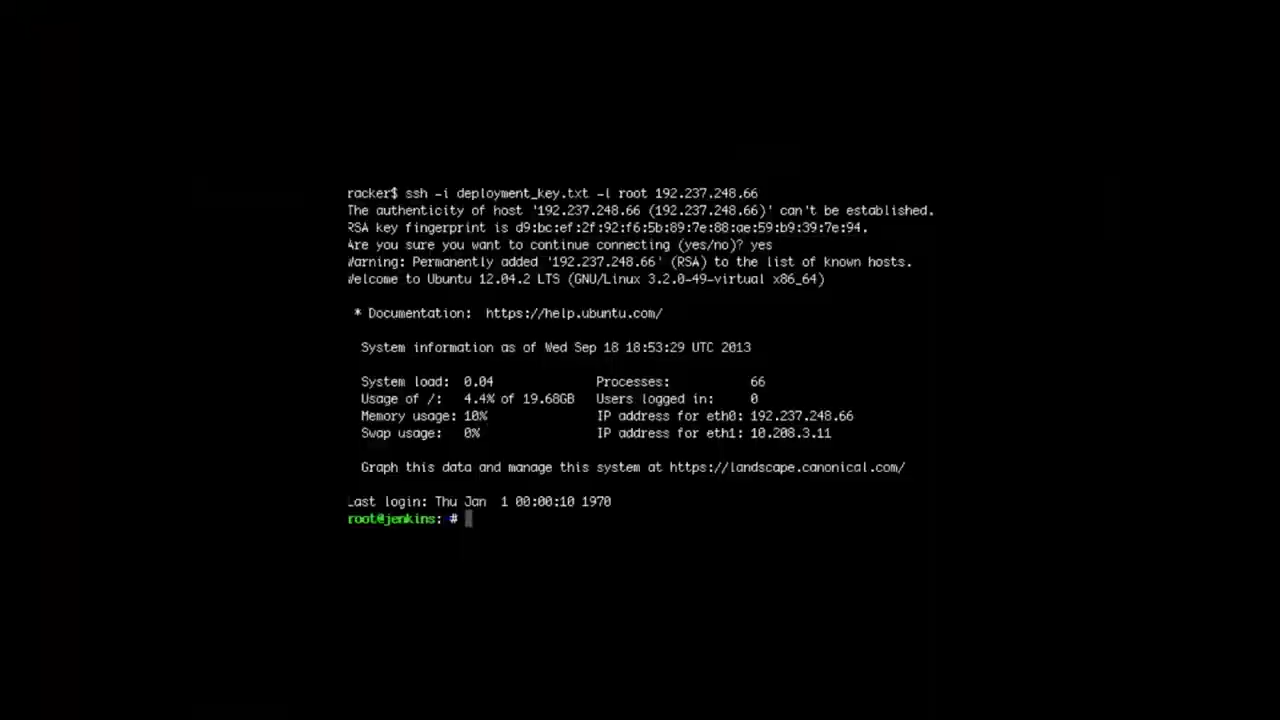 racker$ ssh -i deployment_key.txt -l root 192.237.248.66
The authenticity of host '192.237.248.66 (192.237.248.66)' can't be established.
RSA key fingerprint is d9:bc:ef:2f:92:f6:5b:89:7e:88:ae:59:b9:39:7e:94.
Are you sure you want to continue connecting (yes/no)? yes
Warning: Permanently added '192.237.248.66' (RSA) to the list of known hosts.
Welcome to Ubuntu 12.04.2 LTS (GNU/Linux 3.2.0-49-virtual x86_64)
* Documentation: https://help.ubuntu.com/
System information as of Wed Sep 18 18:53:29 UTC 2013
System load: 0.04 Processes: 66
Usage of /: 4.4% of 19.68GB Users logged in: 0
Memory usage: 10% IP address for eth0: 192.237.248.66
Swap usage: 0% IP address for eth1: 10.208.3.11
Graph this data and manage this system at https://landscape.canonical.com/
Last login: Thu Jan 1 00:00:10 1970
root@jenkins: #